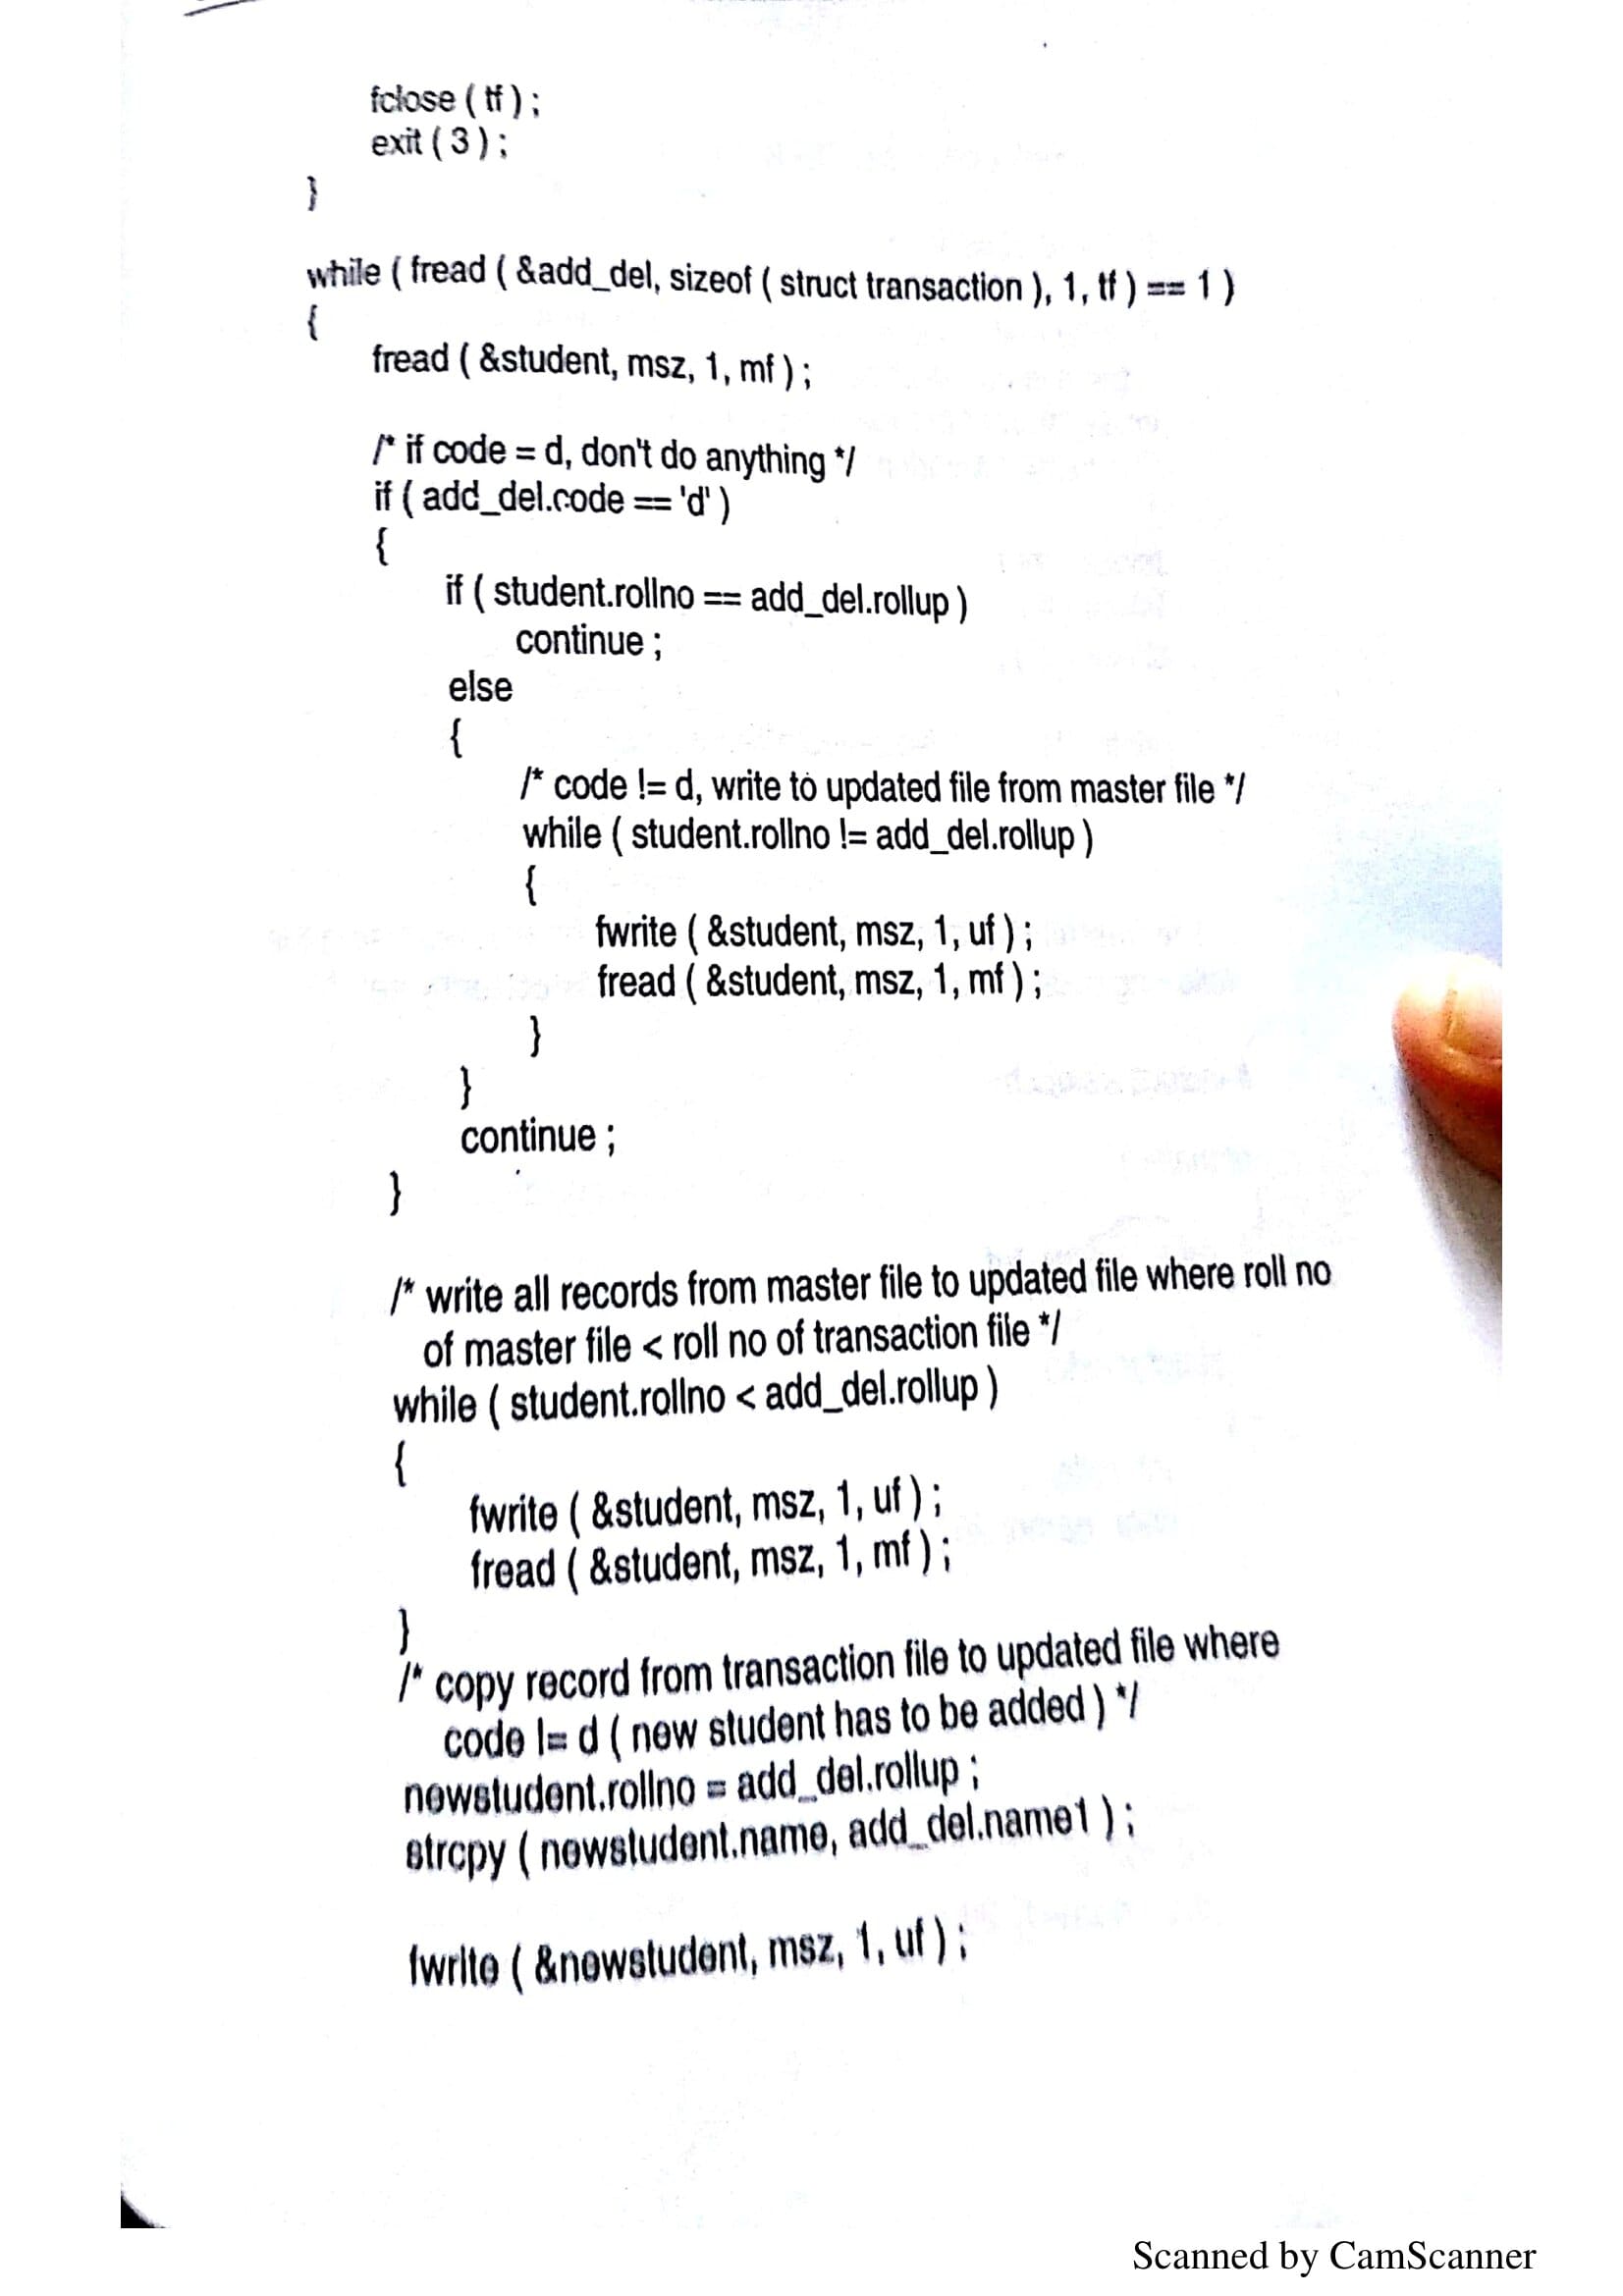 fclose ( tf ) ;
exit ( 3 ) ;
}
while ( fread ( &add_del, sizeof ( struct transaction ), 1, tf ) == 1 )
{
fread ( &student, msz, 1, mf ) ;
/* if code = d, don't do anything */
if ( add_del.code == 'd' )
{
if ( student.rollno == add_del.rollup )
continue ;
else
{
/* code != d, write to updated file from master file */
while ( student.rollno != add_del.rollup )
{
fwrite ( &student, msz, 1, uf ) ;
fread ( &student, msz, 1, mf ) ;
}
}
continue ;
}
/* write all records from master file to updated file where roll no
of master file < roll no of transaction file */
while ( student.rollno < add_del.rollup )
{
fwrite ( &student, msz, 1, uf ) ;
fread ( &student, msz, 1, mf ) ;
}
/* copy record from transaction file to updated file where
code != d ( new student has to be added ) */
newstudent.rollno = add_del.rollup ;
strcpy ( newstudent.name, add_del.name1 ) ;
fwrite ( &newstudent, msz, 1, uf ) ;
Scanned by CamScanner